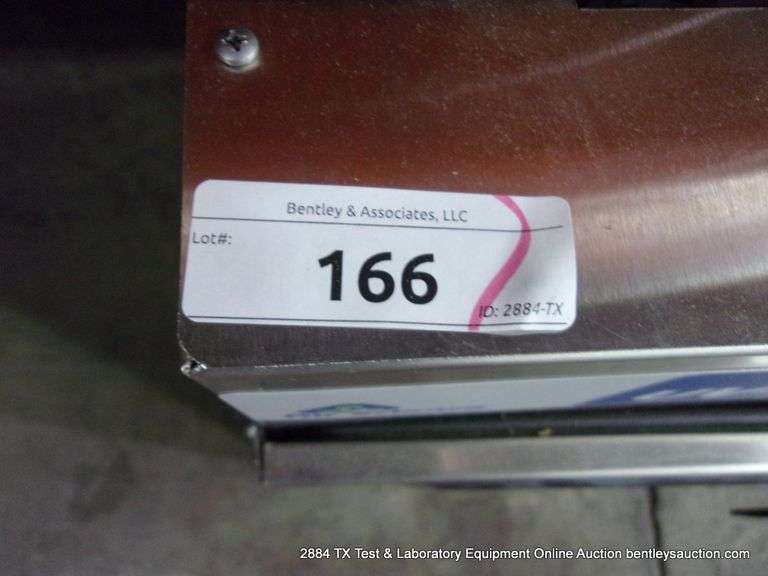 Bentley & Associates, LLC
Lot#:
166
ID: 2884-TX
2884 TX Test & Laboratory Equipment Online Auction bentleysauction.com